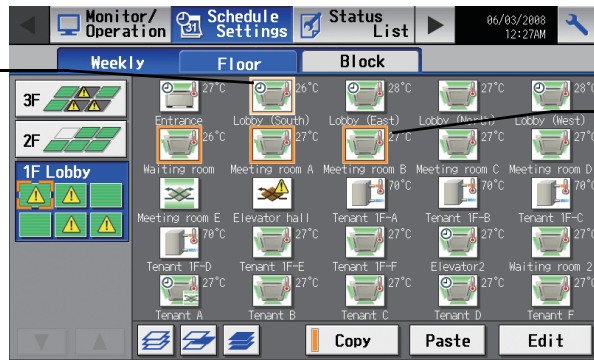 Monitor/ Operation
Schedule Settings
Status List
06/03/2008
12:27AM
Weekly Floor Block
3F
2F
1F Lobby
27°C 26°C 28°C 27°C 28°C
Entrance Lobby (South) Lobby (East) Lobby (North) Lobby (West)
26°C 27°C 27°C 27°C 27°C
Waiting room Meeting room A Meeting room B Meeting room C Meeting room D
70°C 70°C 70°C
Meeting room E Elevator hall Tenant 1F-A Tenant 1F-B Tenant 1F-C
70°C 27°C 27°C 27°C 27°C
Tenant 1F-D Tenant 1F-E Tenant 1F-F Elevator2 Waiting room 2
27°C 27°C 27°C 27°C 27°C
Tenant A Tenant B Tenant C Tenant D Tenant F
Copy Paste Edit